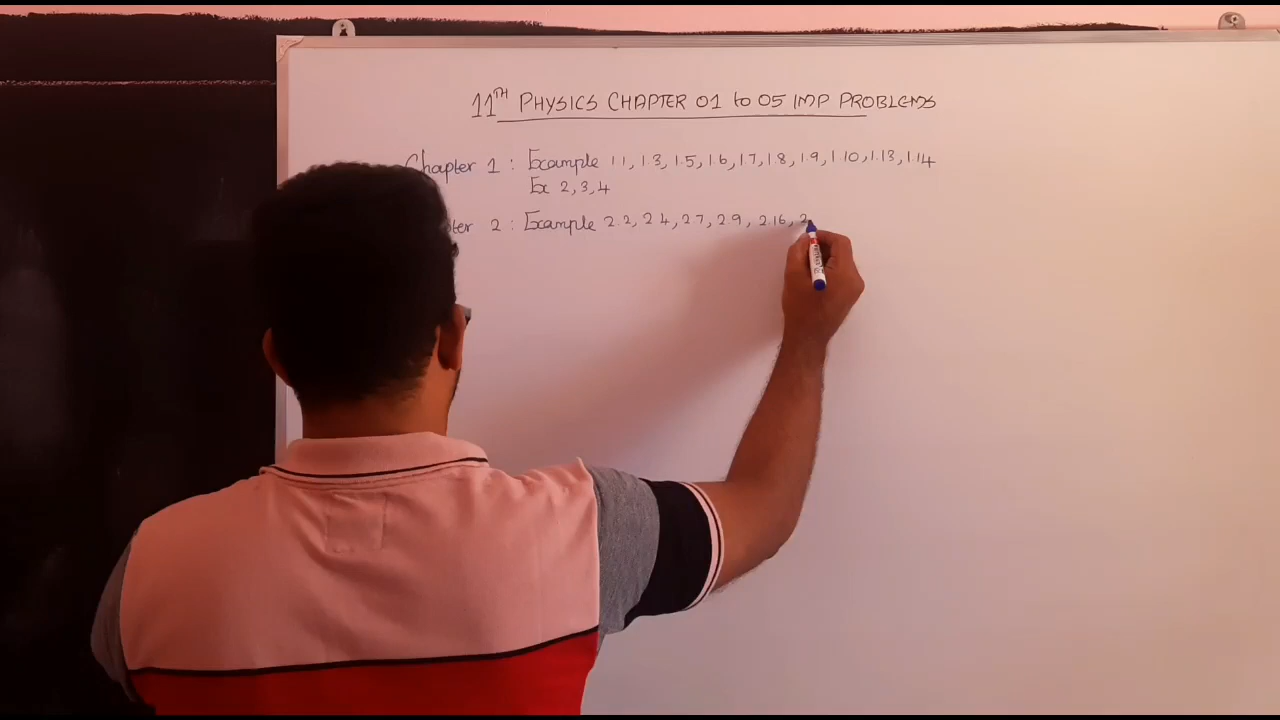 11TH PHYSICS CHAPTER 01 to 05 IMP PROBLEMS
Chapter 1 : Example 1.1, 1.3, 1.5, 1.6, 1.7, 1.8, 1.9, 1.10, 1.13, 1.14
Ex 2, 3, 4
ter 2 : Example 2.2, 2.4, 2.7, 2.9, 2.16, 2